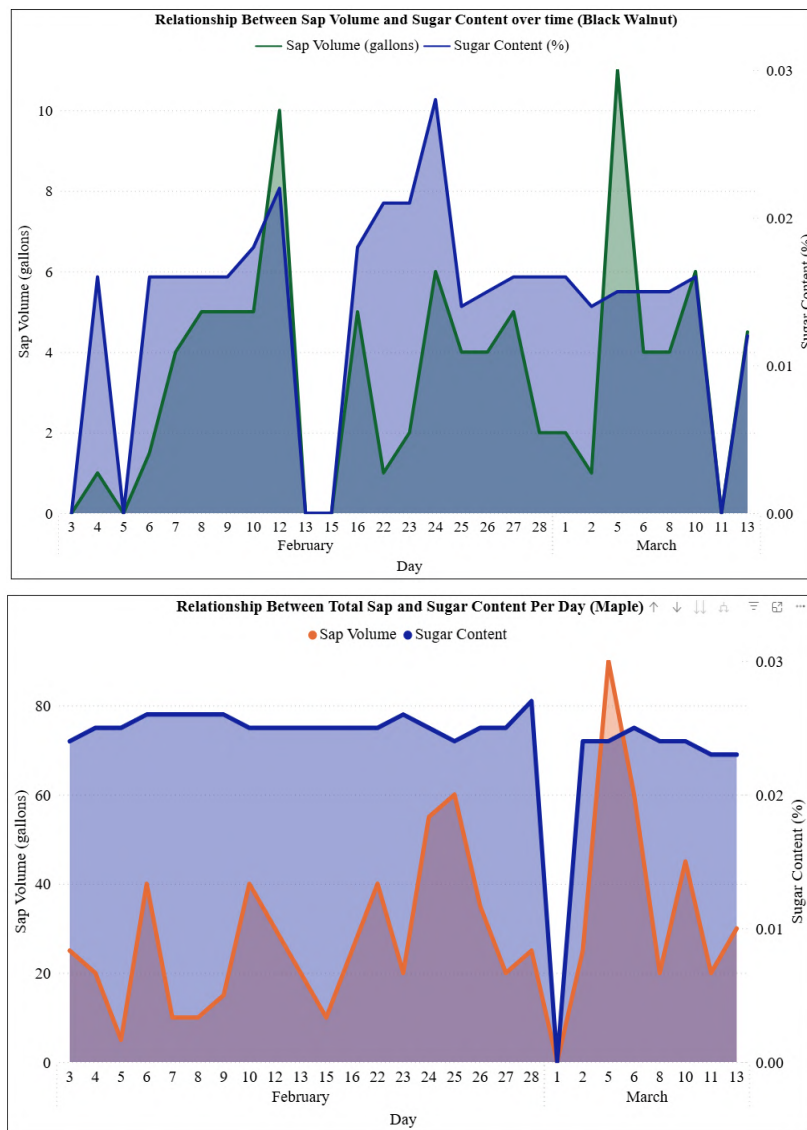 Relationship Between Sap Volume and Sugar Content over time (Black Walnut)
Sap Volume (gallons) Sugar Content (%)
0.03
10
8
0.02
6
4
0.01
2
0 0.00
Sap Volume (gallons)
Sugar Content (%)
3 4 5 6 7 8 9 10 12 13 15 16 22 23 24 25 26 27 28 1 2 5 6 8 10 11 13
February March
Day
Relationship Between Total Sap and Sugar Content Per Day (Maple)
Sap Volume Sugar Content
0.03
80
60 0.02
40
0.01
20
0 0.00
Sap Volume (gallons)
Sugar Content (%)
3 4 5 6 7 8 9 10 12 13 15 16 22 23 24 25 26 27 28 1 2 5 6 8 10 11 13
February March
Day